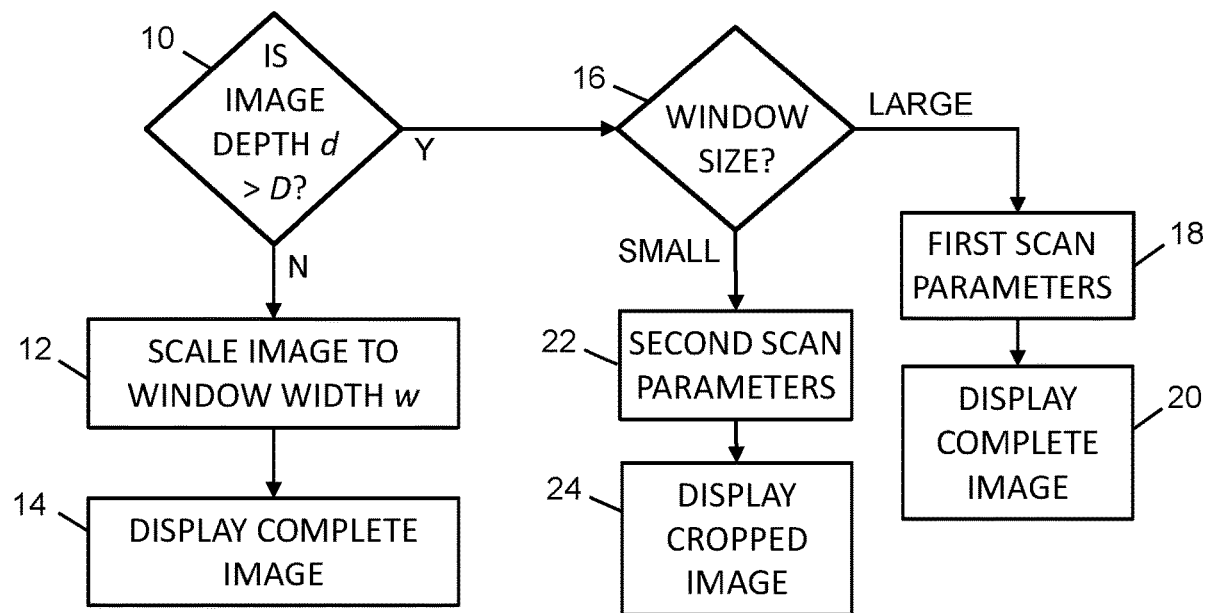 10
IS
IMAGE
DEPTH d
> D?
Y
N
16
WINDOW
SIZE?
LARGE
SMALL
FIRST SCAN
PARAMETERS
18
12
SCALE IMAGE TO
WINDOW WIDTH w
22
SECOND SCAN
PARAMETERS
DISPLAY
COMPLETE
IMAGE
20
14
DISPLAY COMPLETE
IMAGE
24
DISPLAY
CROPPED
IMAGE